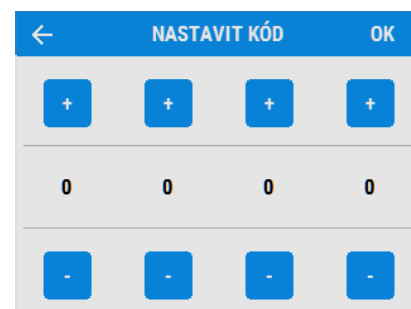 ← NASTAVIT KÓD OK
+ + + +
0 0 0 0
- - - -